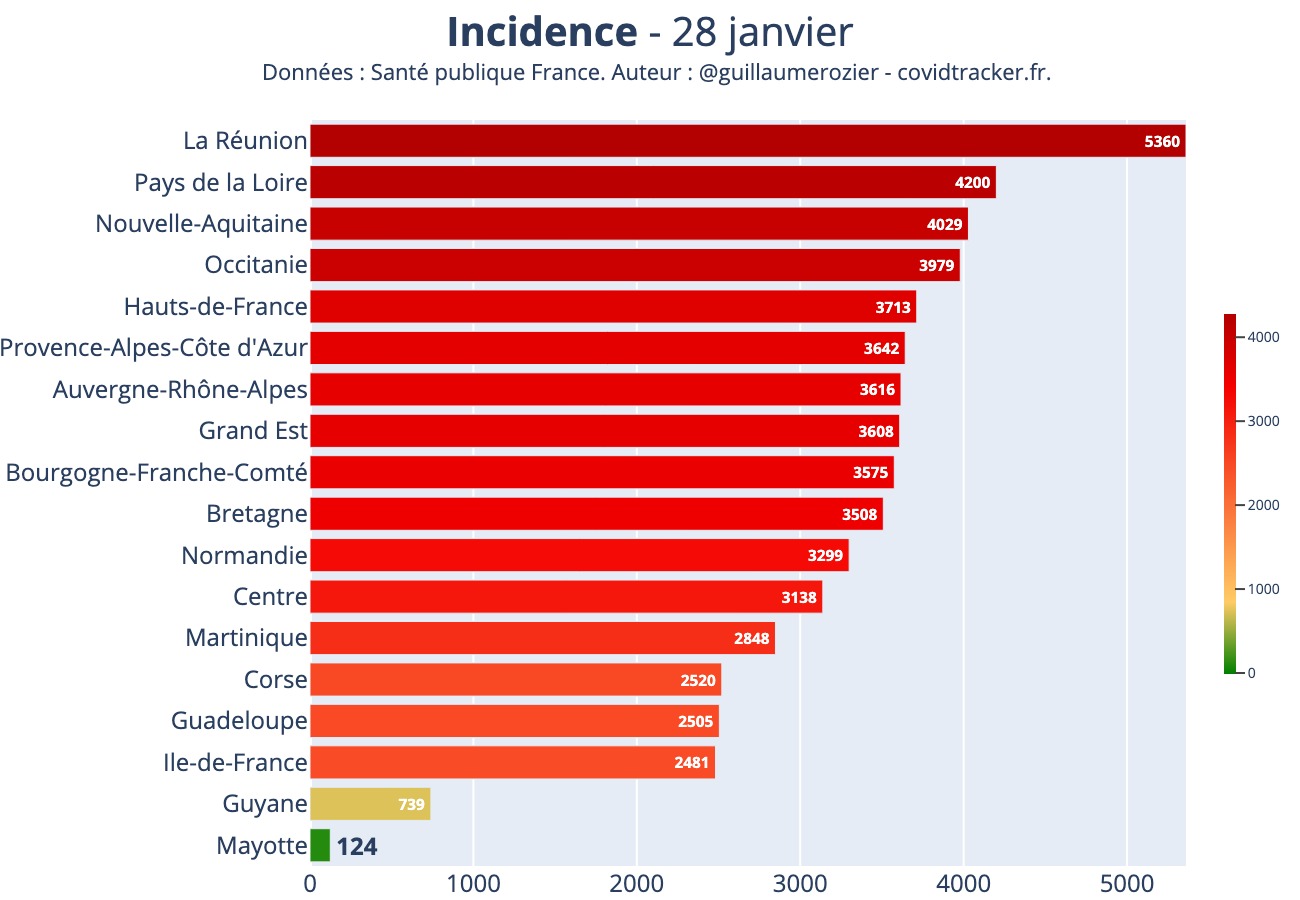 Incidence - 28 janvier
Données : Santé publique France. Auteur : @guillaumerozier - covidtracker.fr.
La Réunion 5360
Pays de la Loire 4200
Nouvelle-Aquitaine 4029
Occitanie 3979
Hauts-de-France 3713
Provence-Alpes-Côte d'Azur 3642
Auvergne-Rhône-Alpes 3616
Grand Est 3608
Bourgogne-Franche-Comté 3575
Bretagne 3508
Normandie 3299
Centre 3138
Martinique 2848
Corse 2520
Guadeloupe 2505
Ile-de-France 2481
Guyane 739
Mayotte 124
0 1000 2000 3000 4000 5000
4000
3000
2000
1000
0